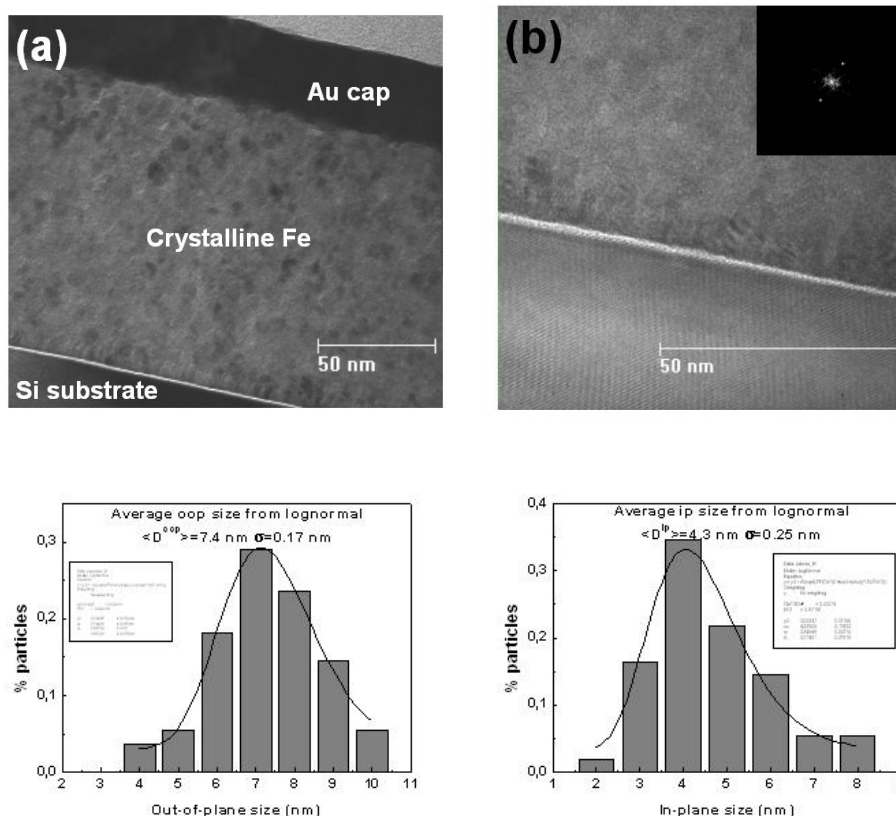 (a)
Au cap
Crystalline Fe
50 nm
Si substrate
(b)
50 nm
Average oop size from lognormal
<D^oop>=7.4 nm σ=0.17 nm
% particles
0,3
0,2
0,1
0,0
2 3 4 5 6 7 8 9 10 11
Out-of-plane size (nm)
Average ip size from lognormal
<D^ip>=4.3 nm σ=0.25 nm
% particles
0,4
0,3
0,2
0,1
0,0
1 2 3 4 5 6 7 8
In-plane size (nm)